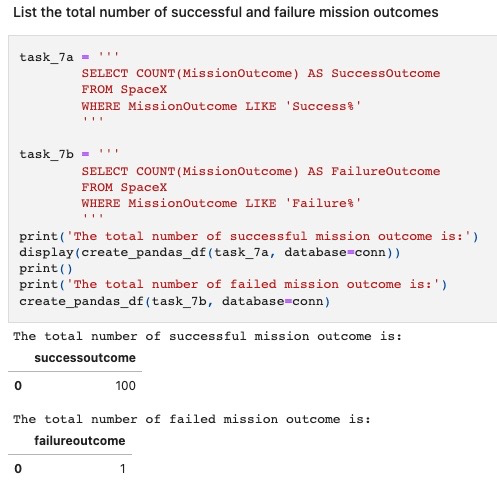 List the total number of successful and failure mission outcomes
task_7a = '''
SELECT COUNT(MissionOutcome) AS SuccessOutcome
FROM SpaceX
WHERE MissionOutcome LIKE 'Success%'
'''
task_7b = '''
SELECT COUNT(MissionOutcome) AS FailureOutcome
FROM SpaceX
WHERE MissionOutcome LIKE 'Failure%'
'''
print('The total number of successful mission outcome is:')
display(create_pandas_df(task_7a, database=conn))
print()
print('The total number of failed mission outcome is:')
create_pandas_df(task_7b, database=conn)
The total number of successful mission outcome is:
successoutcome
0 100
The total number of failed mission outcome is:
failureoutcome
0 1